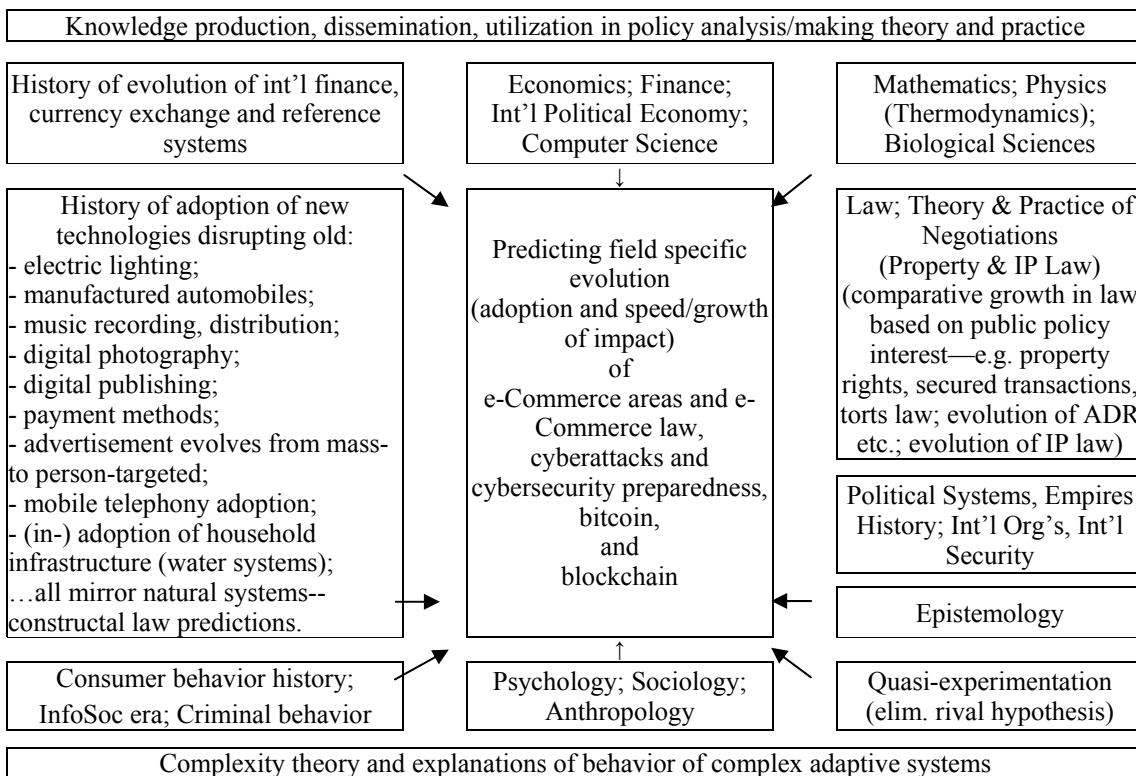 Knowledge production, dissemination, utilization in policy analysis/making theory and practice
History of evolution of int'l finance,
currency exchange and reference
systems
Economics; Finance;
Int'l Political Economy;
Computer Science
↓
Mathematics; Physics
(Thermodynamics);
Biological Sciences
History of adoption of new
technologies disrupting old:
- electric lighting;
- manufactured automobiles;
- music recording, distribution;
- digital photography;
- digital publishing;
- payment methods;
- advertisement evolves from mass-
to person-targeted;
- mobile telephony adoption;
- (in-) adoption of household
infrastructure (water systems);
…all mirror natural systems--
constructal law predictions.
Predicting field specific
evolution
(adoption and speed/growth
of impact)
of
e-Commerce areas and e-
Commerce law,
cyberattacks and
cybersecurity preparedness,
bitcoin,
and
blockchain
Law; Theory & Practice of
Negotiations
(Property & IP Law)
(comparative growth in law
based on public policy
interest—e.g. property
rights, secured transactions,
torts law; evolution of ADR
etc.; evolution of IP law)
Political Systems, Empires
History; Int'l Org's, Int'l
Security
Epistemology
Consumer behavior history;
InfoSoc era; Criminal behavior
↑
Psychology; Sociology;
Anthropology
Quasi-experimentation
(elim. rival hypothesis)
Complexity theory and explanations of behavior of complex adaptive systems